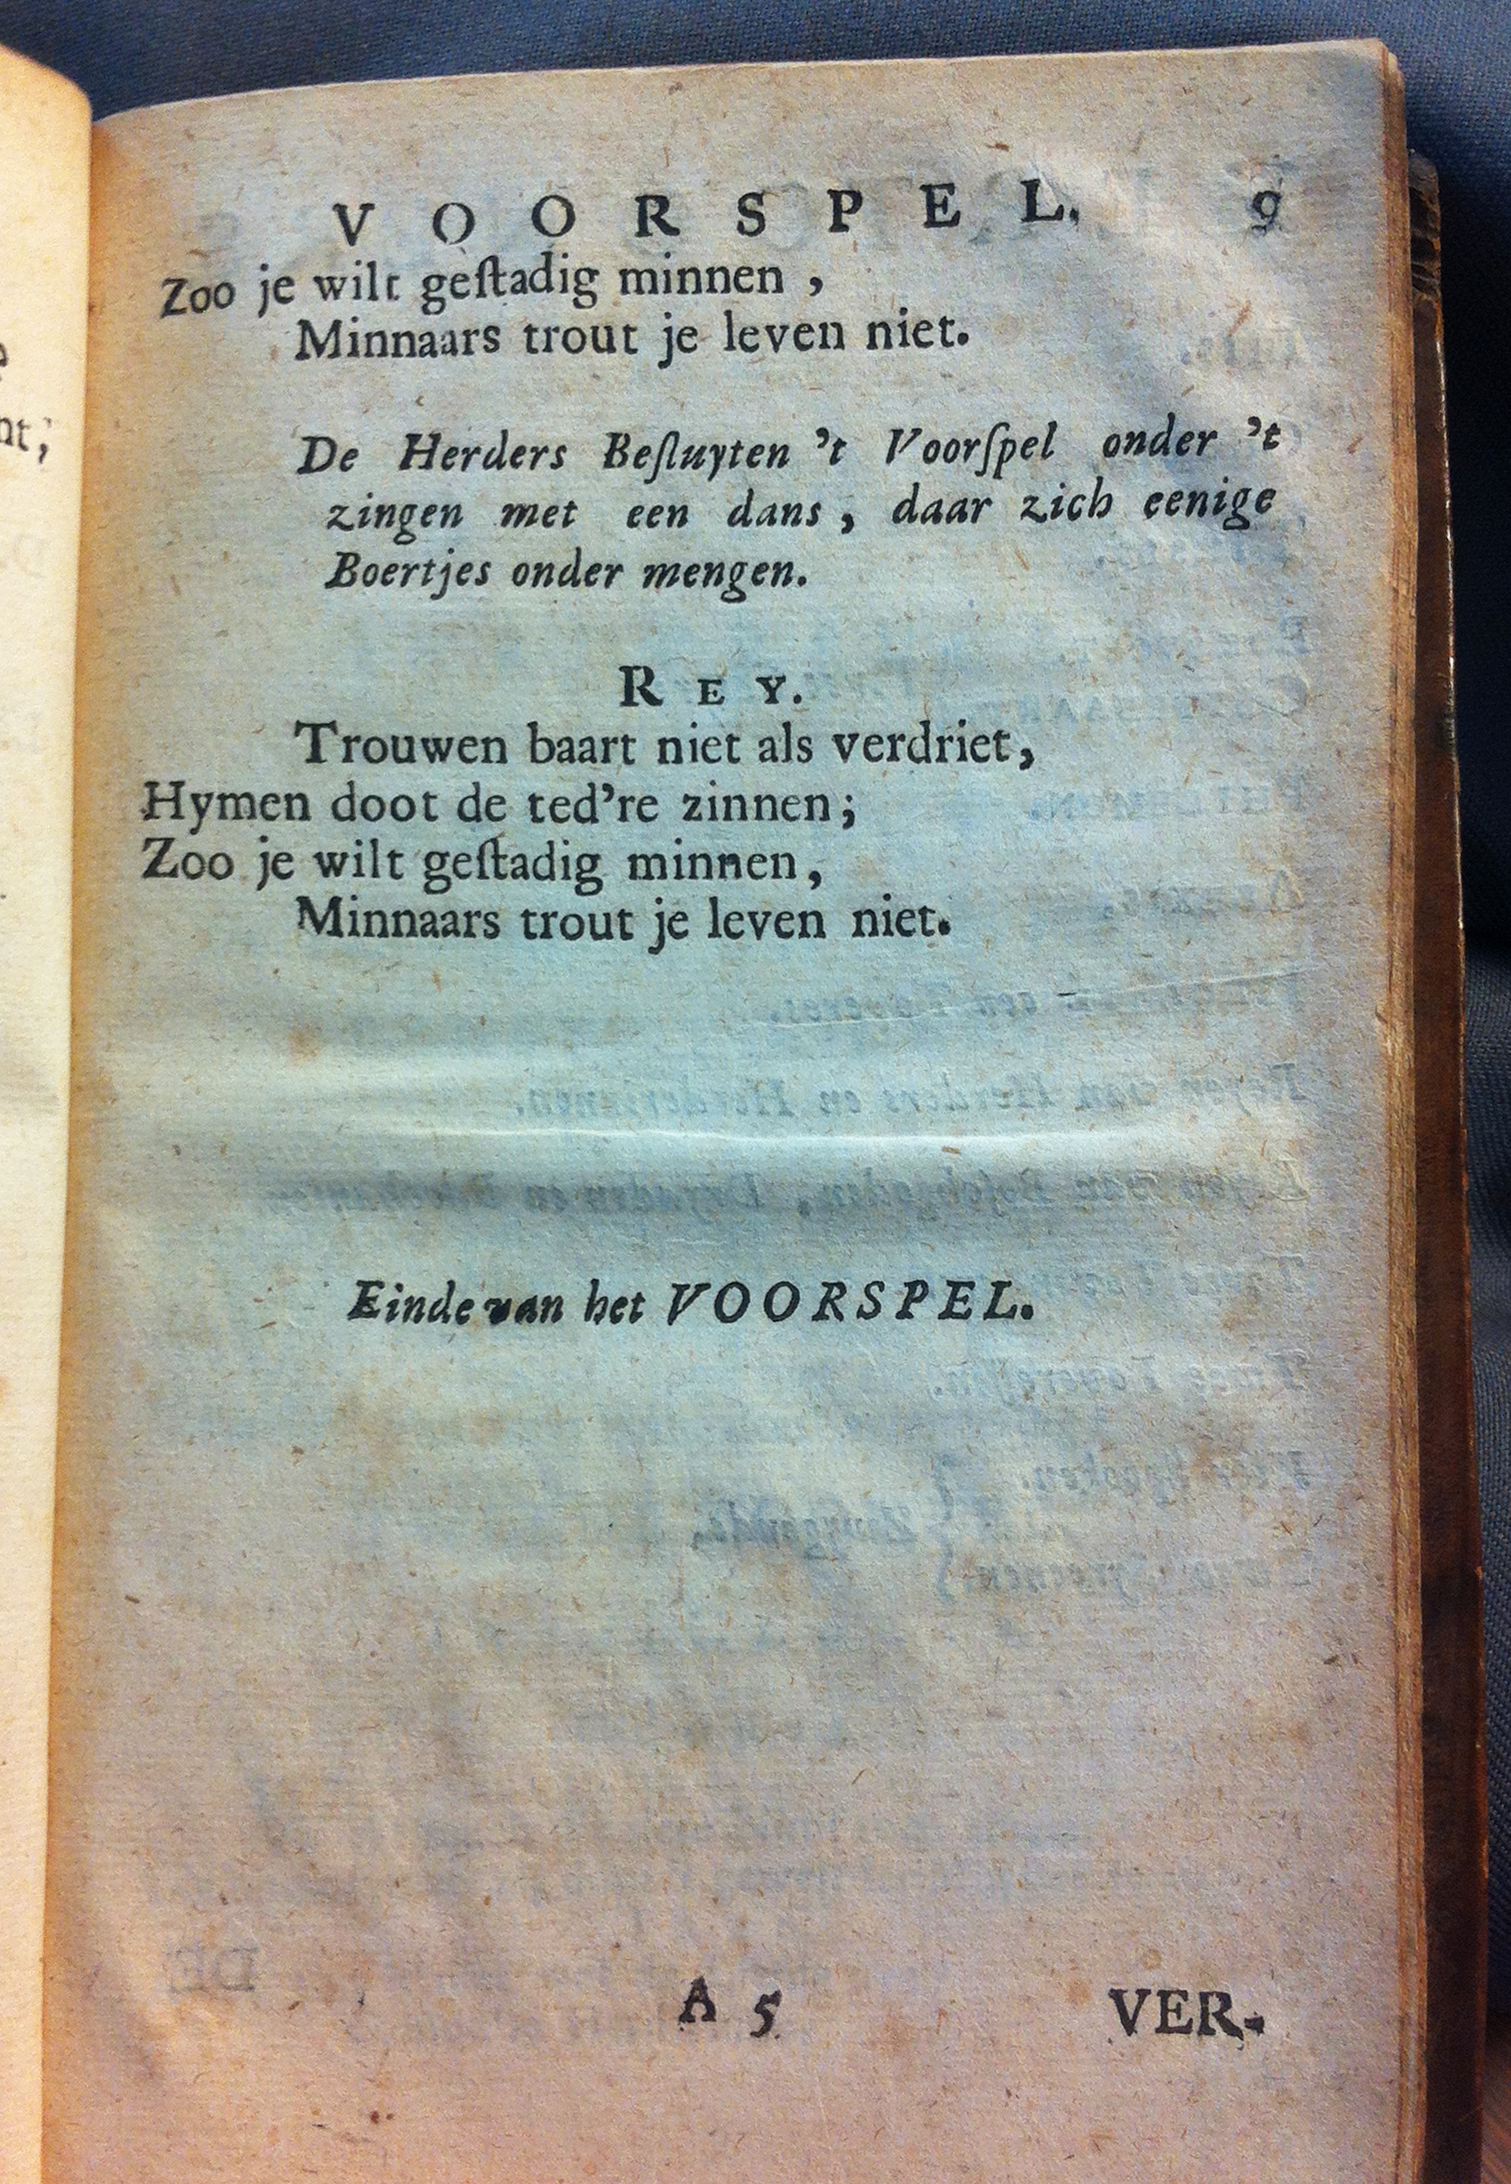 VOORSPEL. 9
Zoo je wilt geſtadig minnen ,
Minnaars trout je leven niet.
De Herders Beſluyten 't Voorſpel onder 't
zingen met een dans , daar zich eenige
Boertjes onder mengen.
REY.
Trouwen baart niet als verdriet,
Hymen doot de ted're zinnen;
Zoo je wilt geſtadig minnen,
Minnaars trout je leven niet.
Einde van het VOORSPEL.
A 5 VER-